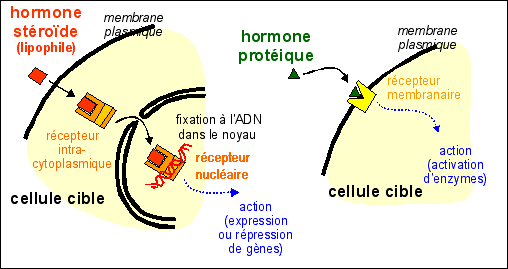 hormone
stéroïde
(lipophile)
membrane
plasmique
récepteur
intra-
cytoplasmique
fixation à l'ADN
dans le noyau
récepteur
nucléaire
cellule cible
action
(expression
ou répression
de gènes)
hormone
protéique
membrane
plasmique
récepteur
membranaire
action
(activation
d'enzymes)
cellule cible